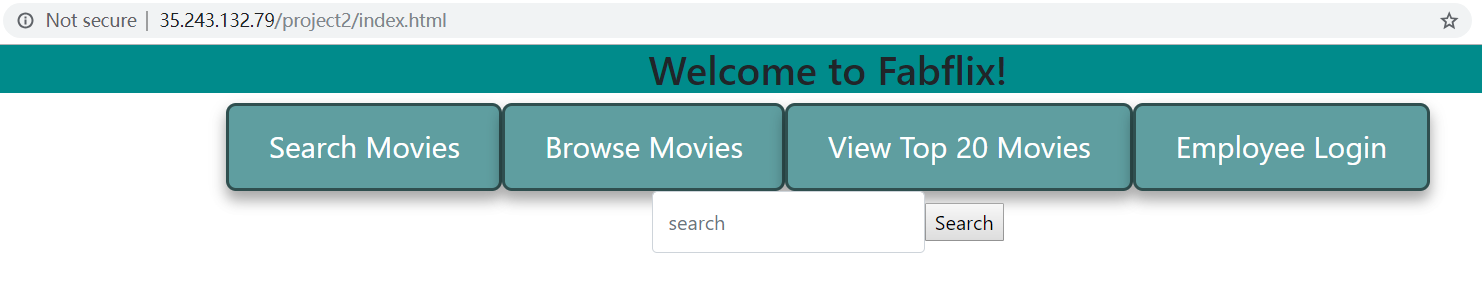 Not secure | 35.243.132.79/project2/index.html
Welcome to Fabflix!
Search Movies Browse Movies View Top 20 Movies Employee Login
search Search